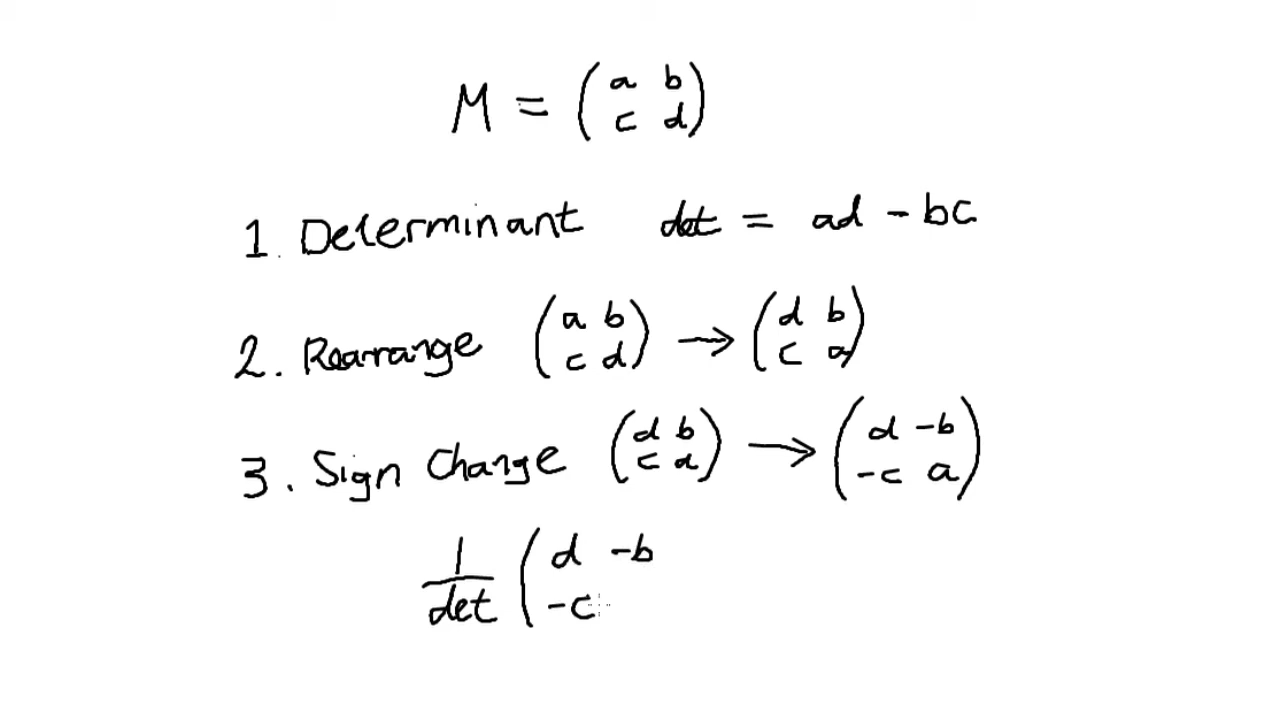 M = (a b
c d)
1. Determinant det = ad - bc
2. Rearrange (a b
c d) → (d b
c a)
3. Sign Change (d b
c a) → (d -b
-c a)
1/det (d -b
-c